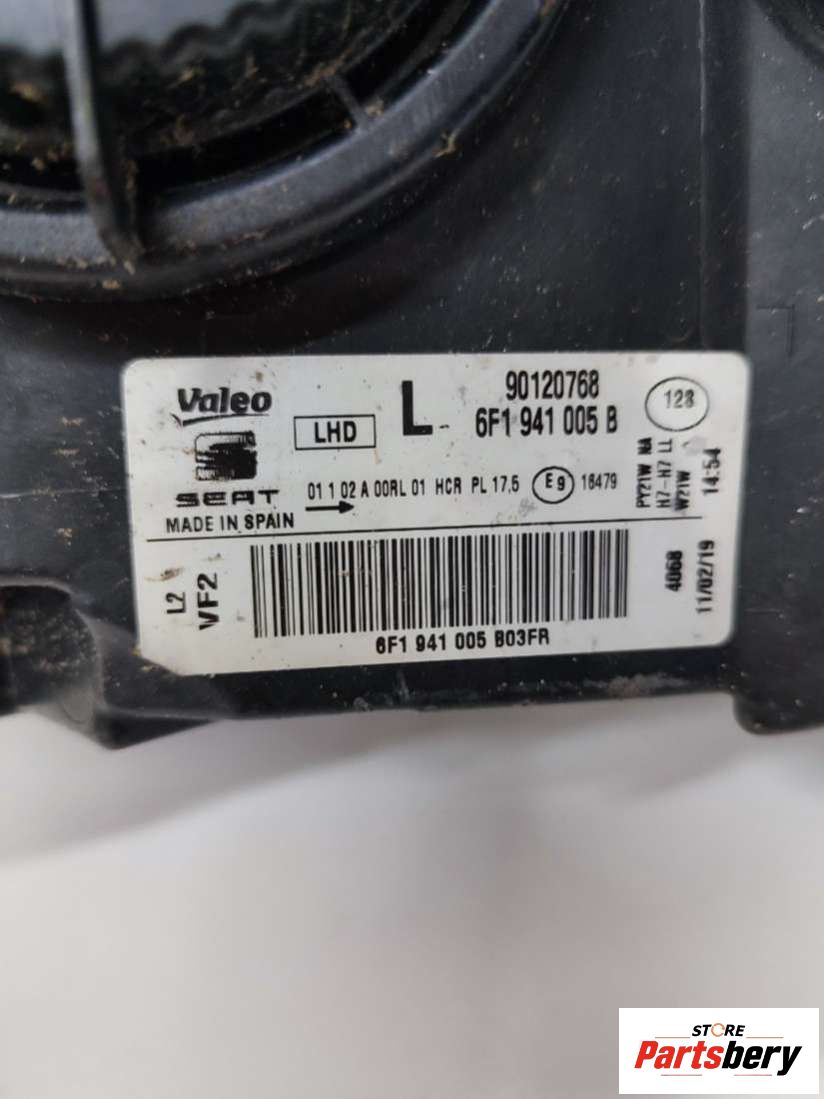 Valeo
LHD
L
90120768
6F1 941 005 B
128
SEAT
01 1 02 A 00RL 01 HCR PL 17,5
E9
16479
MADE IN SPAIN
PY21W NA
H7-H7 LL
W21W
14:54
L2
VF2
4068
11/02/19
6F1 941 005 B03FR
STORE
Partsbery